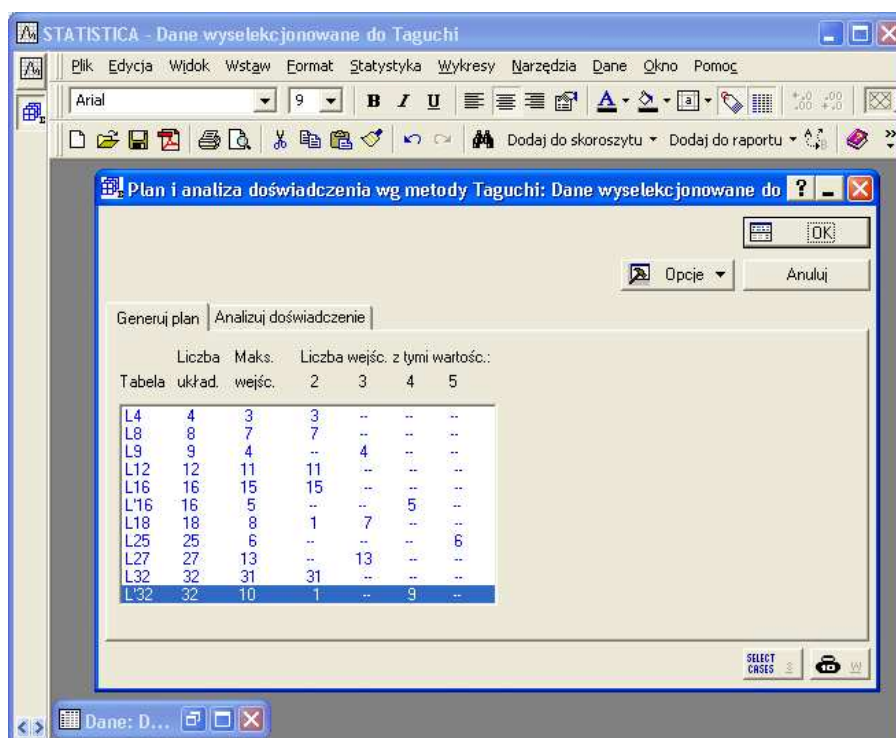 STATISTICA - Dane wyselekcjonowane do Taguchi
Plik Edycja Widok Wstaw Format Statystyka Wykresy Narzędzia Dane Okno Pomoc
Arial 9 B I U A a
Dodaj do skoroszytu Dodaj do raportu
Plan i analiza doświadczenia wg metody Taguchi: Dane wyselekcjonowane do
OK
Opcje Anuluj
Generuj plan Analizuj doświadczenie
Liczba Maks. Liczba wejśc. z tymi wartośc.:
Tabela układ. wejśc. 2 3 4 5
L4 4 3 3 -- -- --
L8 8 7 7 -- -- --
L9 9 4 -- 4 -- --
L12 12 11 11 -- -- --
L16 16 15 15 -- -- --
L'16 16 5 -- -- 5 --
L18 18 8 1 7 -- --
L25 25 6 -- -- -- 6
L27 27 13 -- 13 -- --
L32 32 31 31 -- -- --
L'32 32 10 1 -- 9 --
SELECT CASES S W
Dane: D...